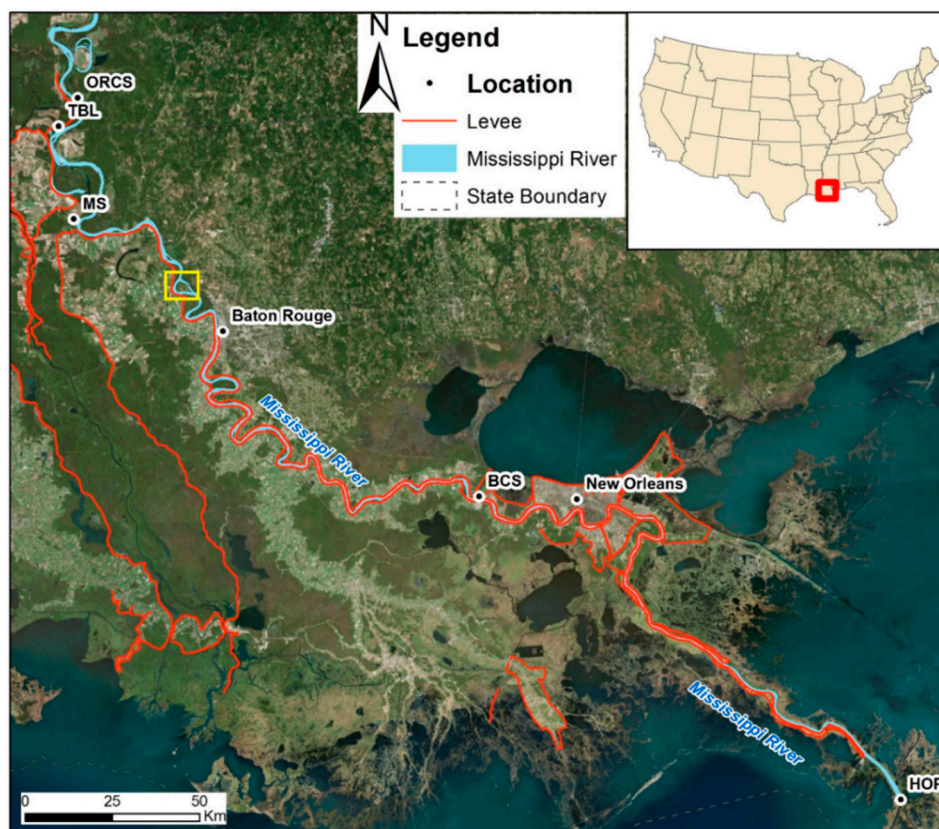 N
Legend
Location
Levee
Mississippi River
State Boundary
ORCS
TBL
MS
Baton Rouge
Mississippi River
BCS
New Orleans
Mississippi River
HOP
0 25 50
Km